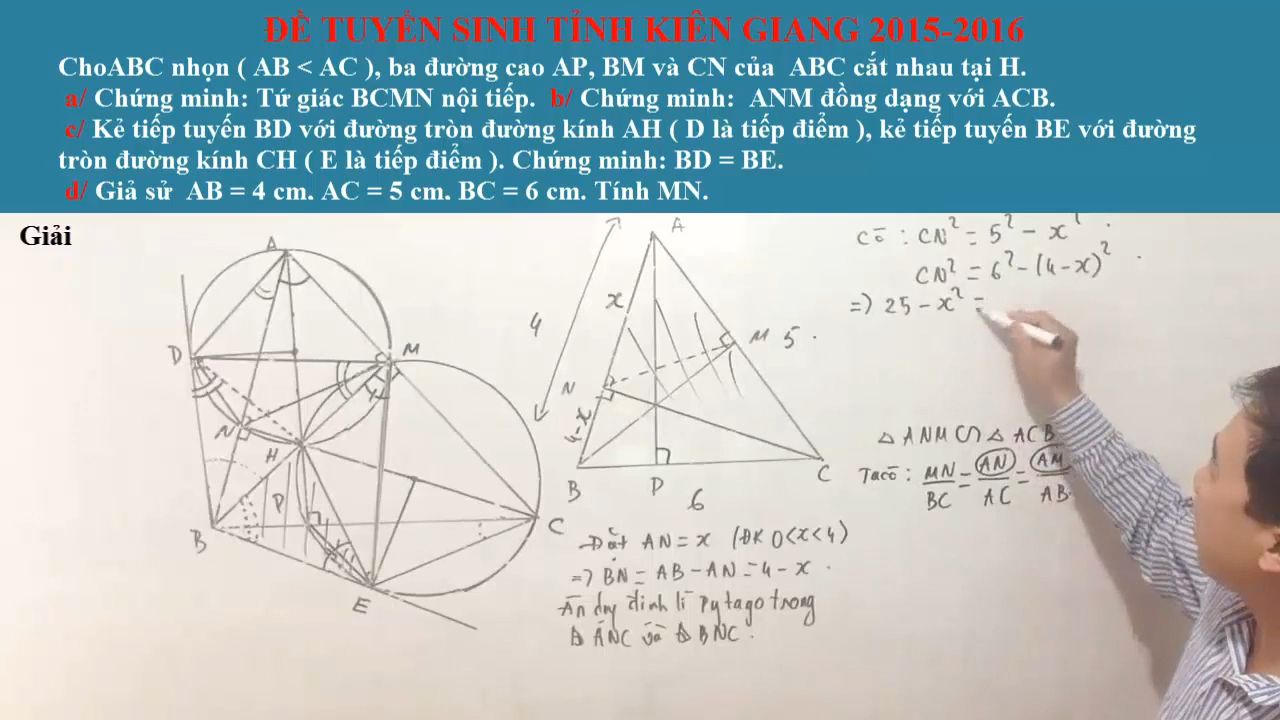 ĐỀ TUYỂN SINH TỈNH KIÊN GIANG 2015-2016
ChoABC nhọn ( AB < AC ), ba đường cao AP, BM và CN của ABC cắt nhau tại H.
a/ Chứng minh: Tứ giác BCMN nội tiếp. b/ Chứng minh: ANM đồng dạng với ACB.
c/ Kẻ tiếp tuyến BD với đường tròn đường kính AH ( D là tiếp điểm ), kẻ tiếp tuyến BE với đường
tròn đường kính CH ( E là tiếp điểm ). Chứng minh: BD = BE.
d/ Giả sử AB = 4 cm. AC = 5 cm. BC = 6 cm. Tính MN.
Giải
A
D
M
N
H
P
B
C
E
A
x
4
M 5
N
4-x
B
P
C
6
Đặt AN = x (ĐK 0<x<4)
=> BN = AB - AN = 4 - x
Áp dụng định lí Pytago trong
Δ ANC và Δ BNC.
Có : CN² = 5² - x²
CN² = 6² - (4-x)²
=> 25 - x² =
Δ ANM ∽ Δ ACB
Ta có : MN/BC = AN/AC = AM/AB